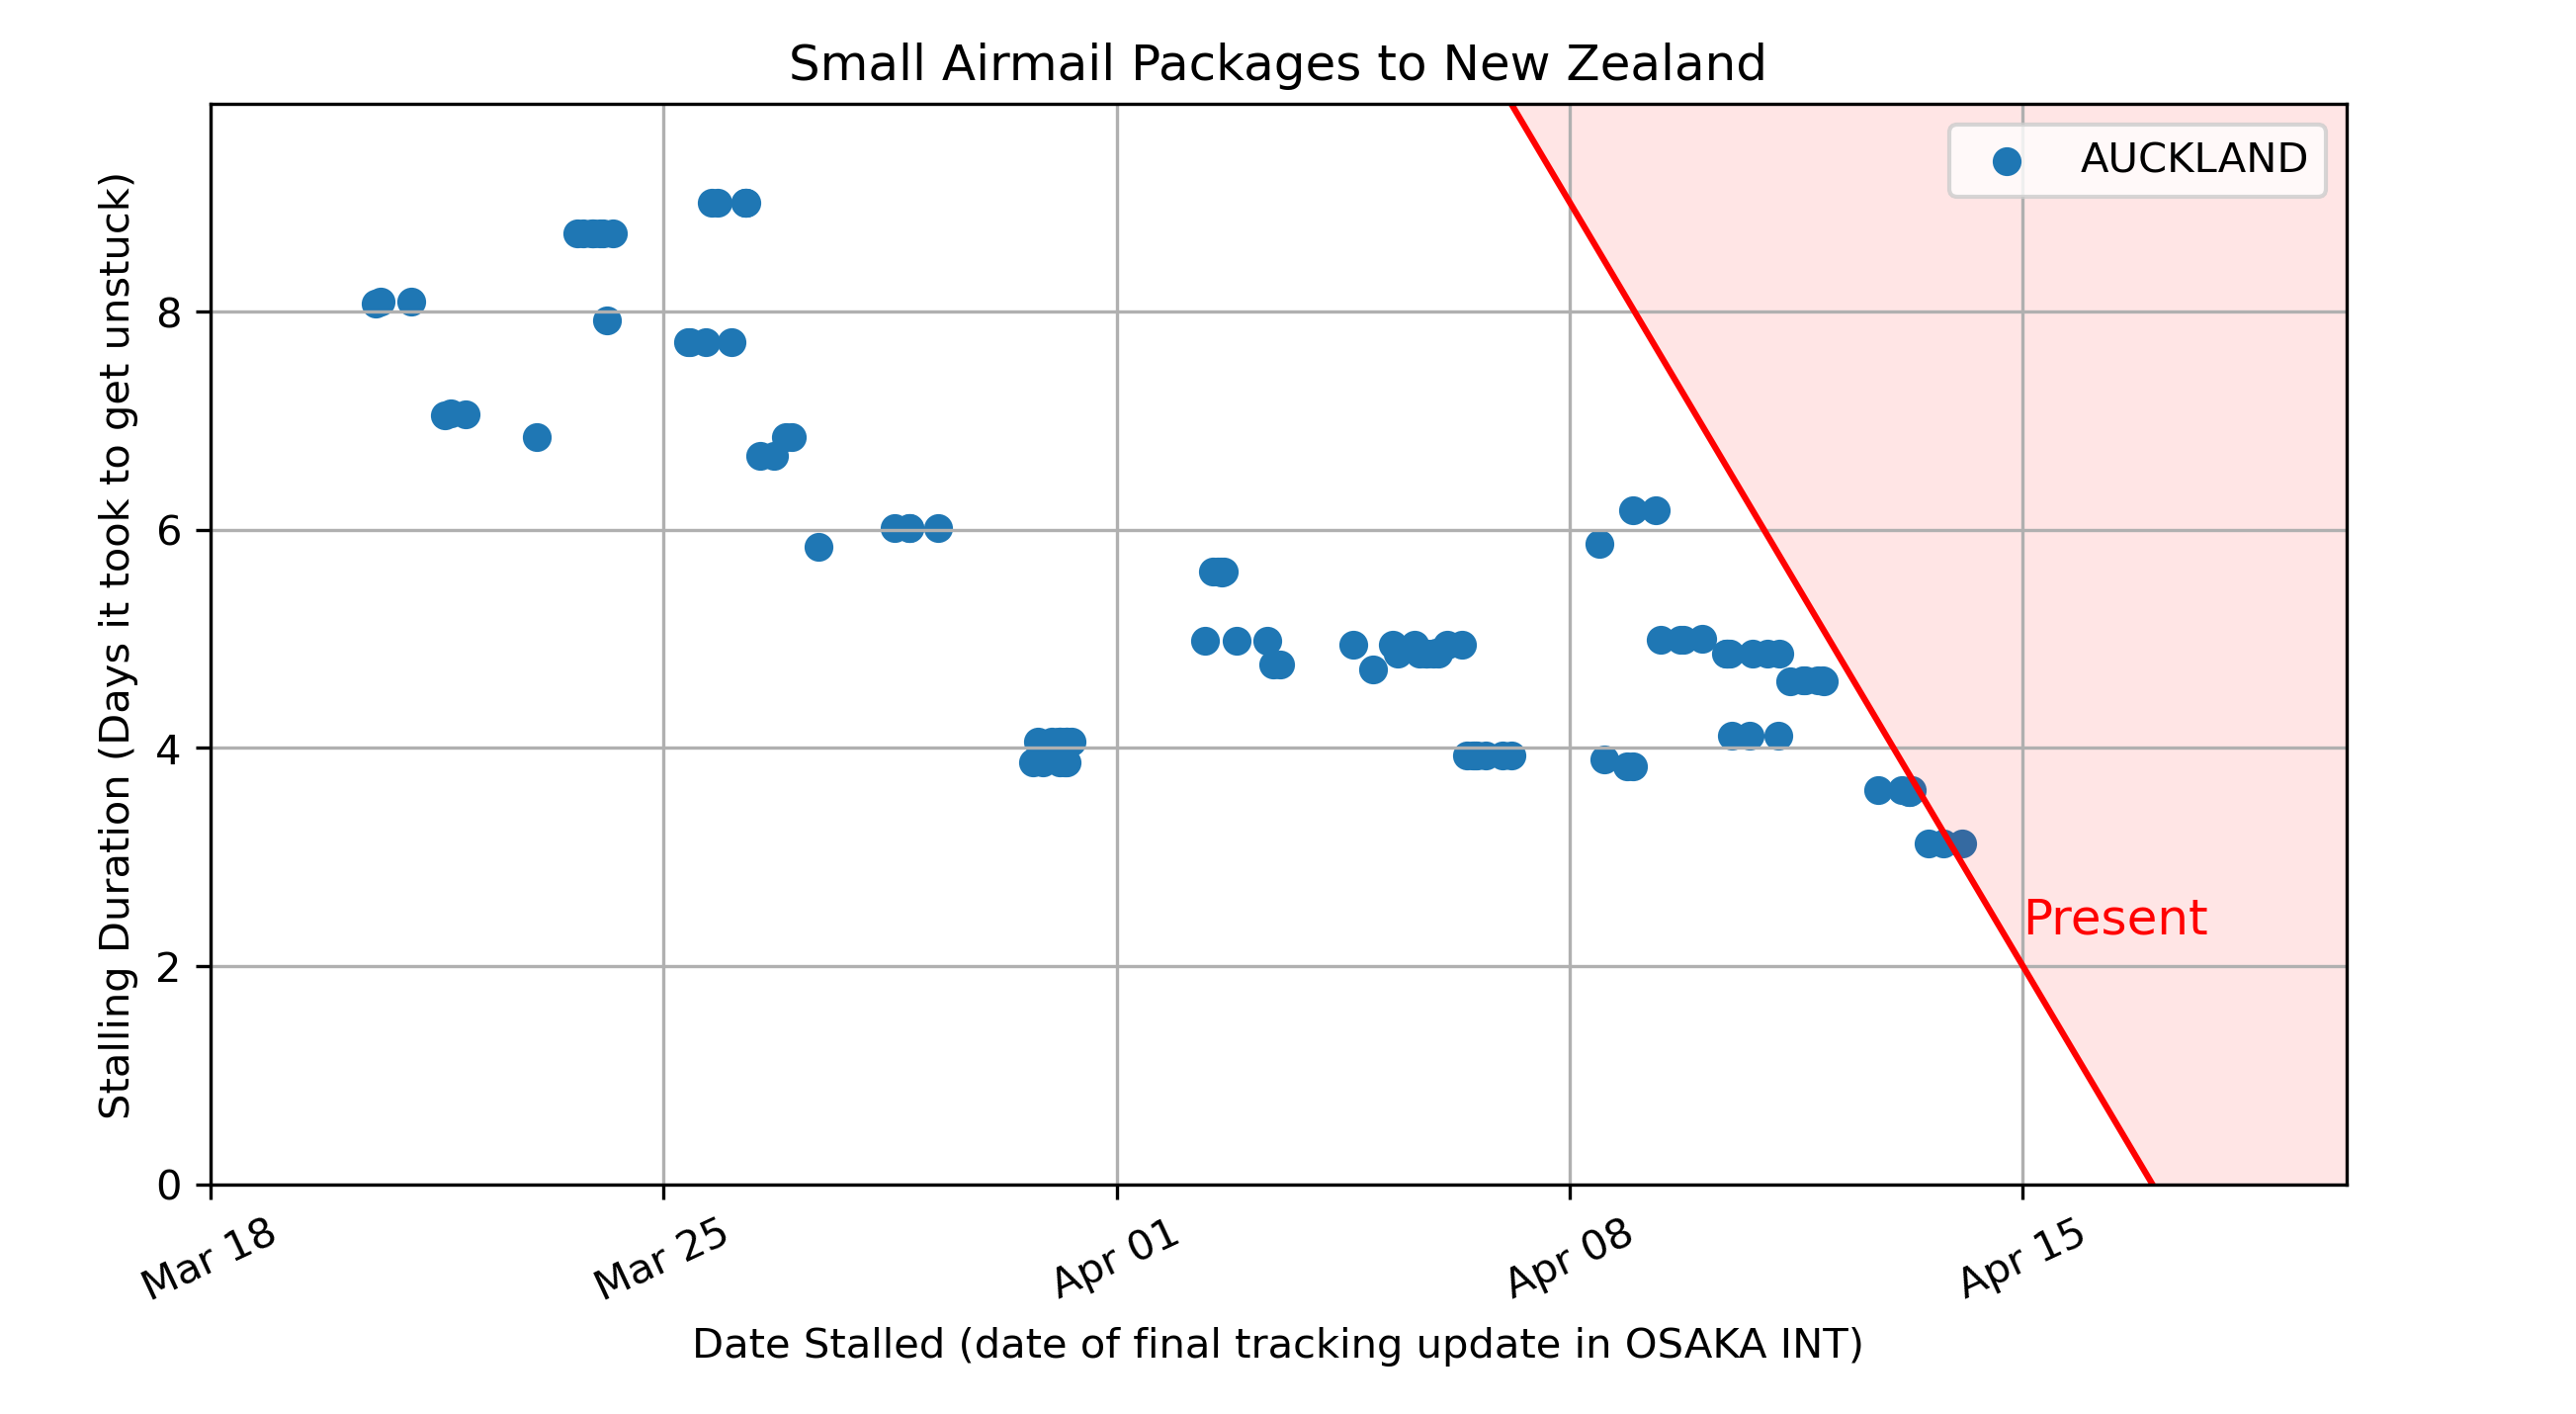 Small Airmail Packages to New Zealand
AUCKLAND
Stalling Duration (Days it took to get unstuck)
8
6
4
2
0
Present
Mar 18
Mar 25
Apr 01
Apr 08
Apr 15
Date Stalled (date of final tracking update in OSAKA INT)